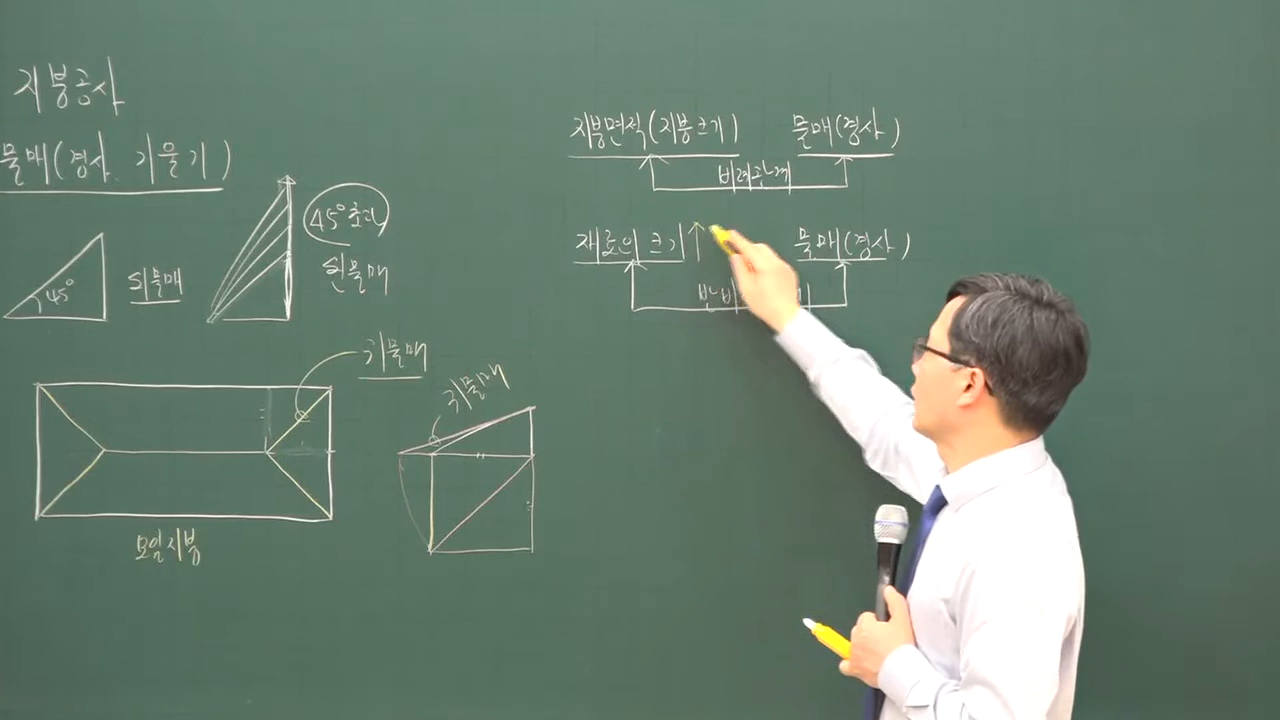 지붕공사
물매(경사, 기울기)
45°
되물매
45°초과
된물매
귀물매
귀물매
모임지붕
지붕면적(지붕크기) 물매(경사)
비례관계
재료의 크기↑ 물매(경사)
반비